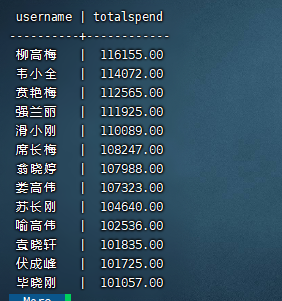 username | totalspend
----------+------------
柳高梅 | 116155.00
韦小全 | 114072.00
贲艳梅 | 112565.00
强兰丽 | 111925.00
滑小刚 | 110089.00
席长梅 | 108247.00
翁晓婷 | 107988.00
娄高伟 | 107323.00
苏长刚 | 104640.00
喻高伟 | 102536.00
袁晓轩 | 101835.00
伏成峰 | 101725.00
毕晓刚 | 101057.00
--More--